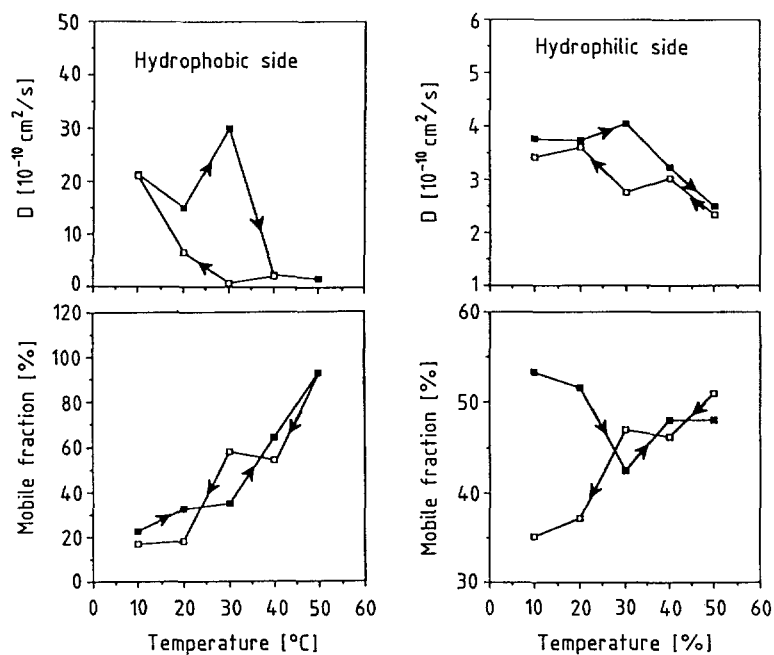 50
40
30
20
10
0
D [10⁻¹⁰ cm²/s]
Hydrophobic side
6
5
4
3
2
1
D [10⁻¹⁰ cm²/s]
Hydrophilic side
120
100
80
60
40
20
0
Mobile fraction [%]
0 10 20 30 40 50 60
Temperature [°C]
60
50
40
30
Mobile fraction [%]
0 10 20 30 40 50 60
Temperature [%]